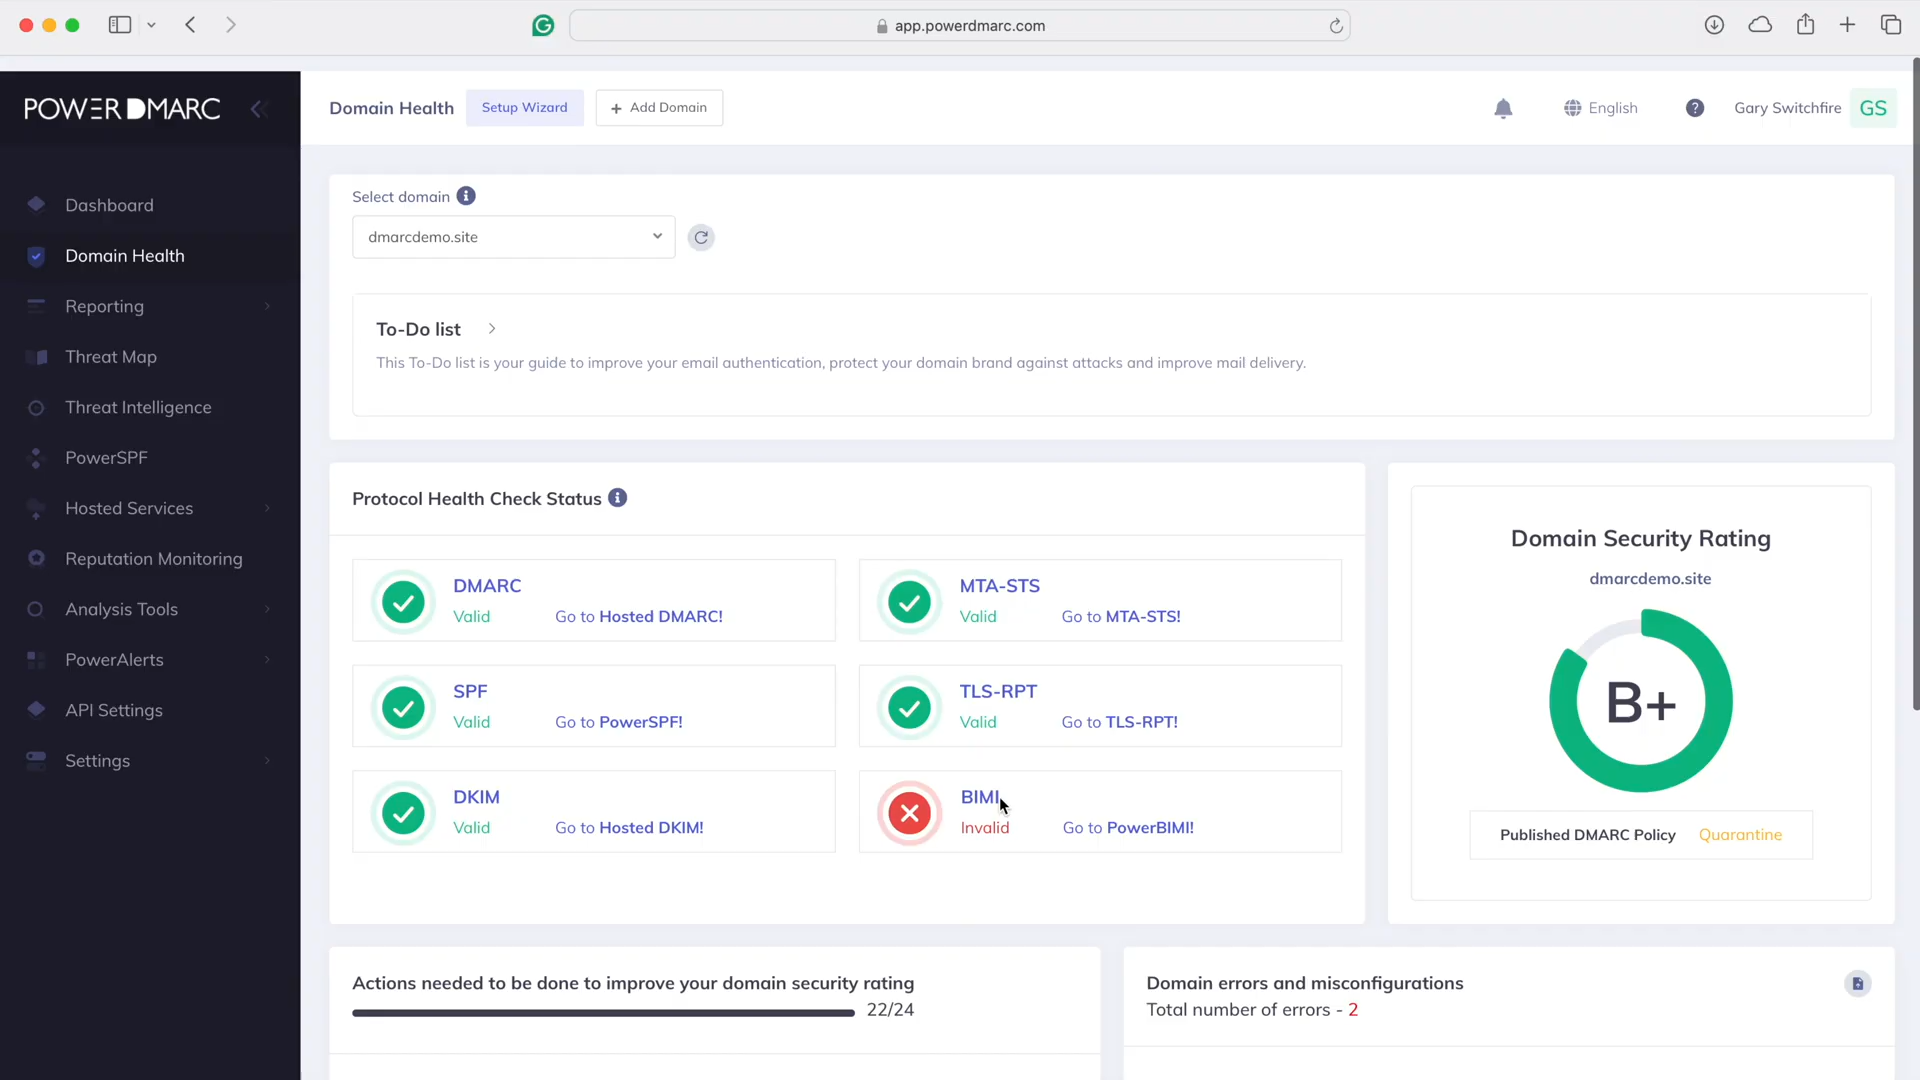 app.powerdmarc.com
POWER DMARC
Domain Health
Setup Wizard
+ Add Domain
English
?
Gary Switchfire
GS
Dashboard
Domain Health
Reporting
Threat Map
Threat Intelligence
PowerSPF
Hosted Services
Reputation Monitoring
Analysis Tools
PowerAlerts
API Settings
Settings
Select domain
dmarcdemo.site
To-Do list
This To-Do list is your guide to improve your email authentication, protect your domain brand against attacks and improve mail delivery.
Protocol Health Check Status
DMARC
Valid
Go to Hosted DMARC!
MTA-STS
Valid
Go to MTA-STS!
SPF
Valid
Go to PowerSPF!
TLS-RPT
Valid
Go to TLS-RPT!
DKIM
Valid
Go to Hosted DKIM!
BIMI
Invalid
Go to PowerBIMI!
Domain Security Rating
dmarcdemo.site
B+
Published DMARC Policy Quarantine
Actions needed to be done to improve your domain security rating
22/24
Domain errors and misconfigurations
Total number of errors - 2